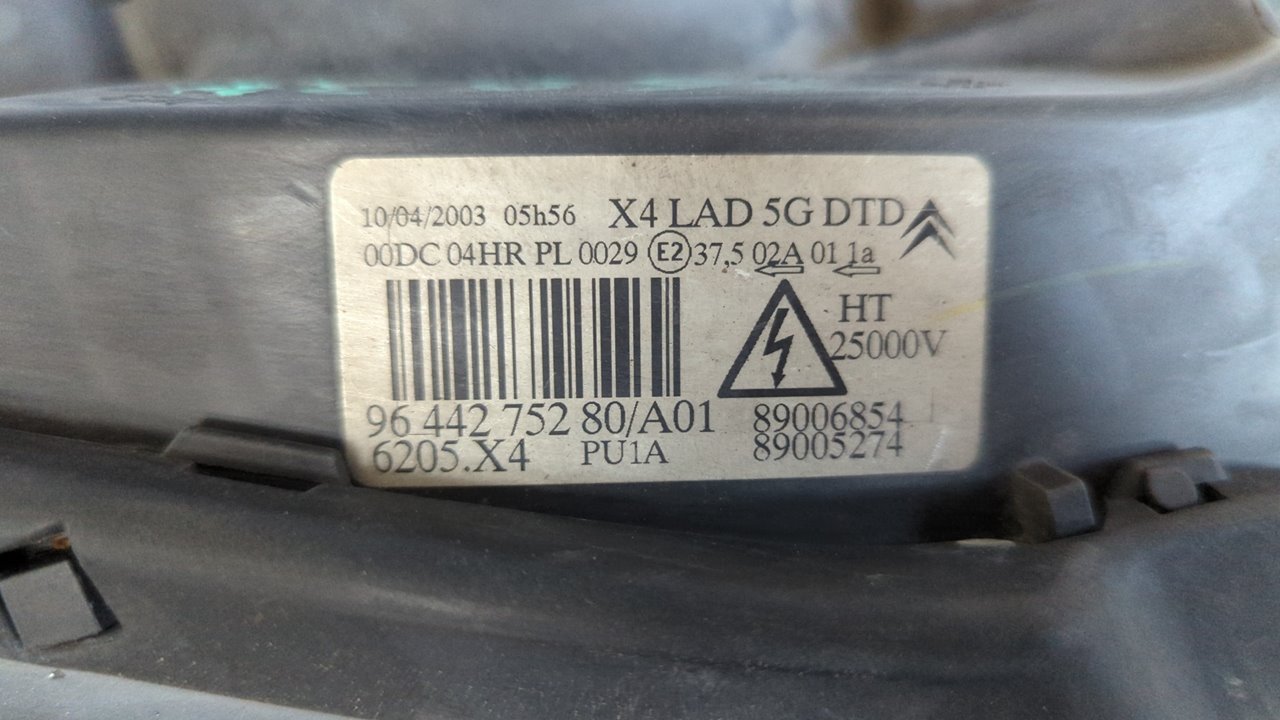 10/04/2003 05h56 X4 LAD 5G DTD
00DC 04HR PL 0029 E2 37,5 02A 01 1a
HT
25000V
96 442 752 80/A01 89006854
6205.X4 PU1A 89005274